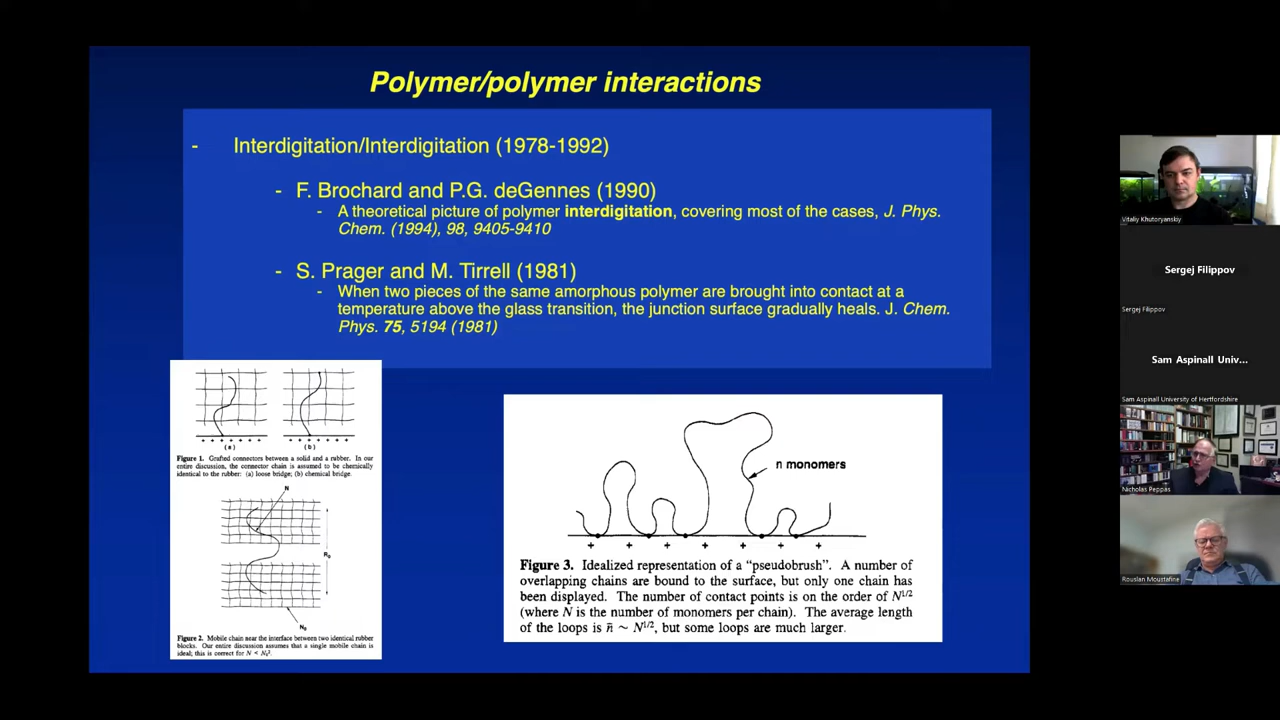 Polymer/polymer interactions
- Interdigitation/Interdigitation (1978-1992)
- F. Brochard and P.G. deGennes (1990)
- A theoretical picture of polymer interdigitation, covering most of the cases, J. Phys.
Chem. (1994), 98, 9405-9410
- S. Prager and M. Tirrell (1981)
- When two pieces of the same amorphous polymer are brought into contact at a
temperature above the glass transition, the junction surface gradually heals. J. Chem.
Phys. 75, 5194 (1981)
+ + + + + + +
+ + + + + + +
(a) (b)
Figure 1. Grafted connectors between a solid and a rubber. In our
entire discussion, the connector chain is assumed to be chemically
identical to the rubber: (a) loose bridge; (b) chemical bridge.
N
R₀
Figure 2. Mobile chain near the interface between two identical rubber
blocks. Our entire discussion assumes that a single mobile chain is
n monomers
+ + + + + + +
Figure 3. Idealized representation of a "pseudobrush". A number of
overlapping chains are bound to the surface, but only one chain has
been displayed. The number of contact points is on the order of N^1/2
(where N is the number of monomers per chain). The average length
of the loops is n̄ ~ N^1/2, but some loops are much larger.
Vitaliy Khutoryanskiy
Sergej Filippov
Sergej Filippov
Sam Aspinall Univ...
Sam Aspinall University of Hertfordshire
Nicholas Peppas
Rouslan Moustafine